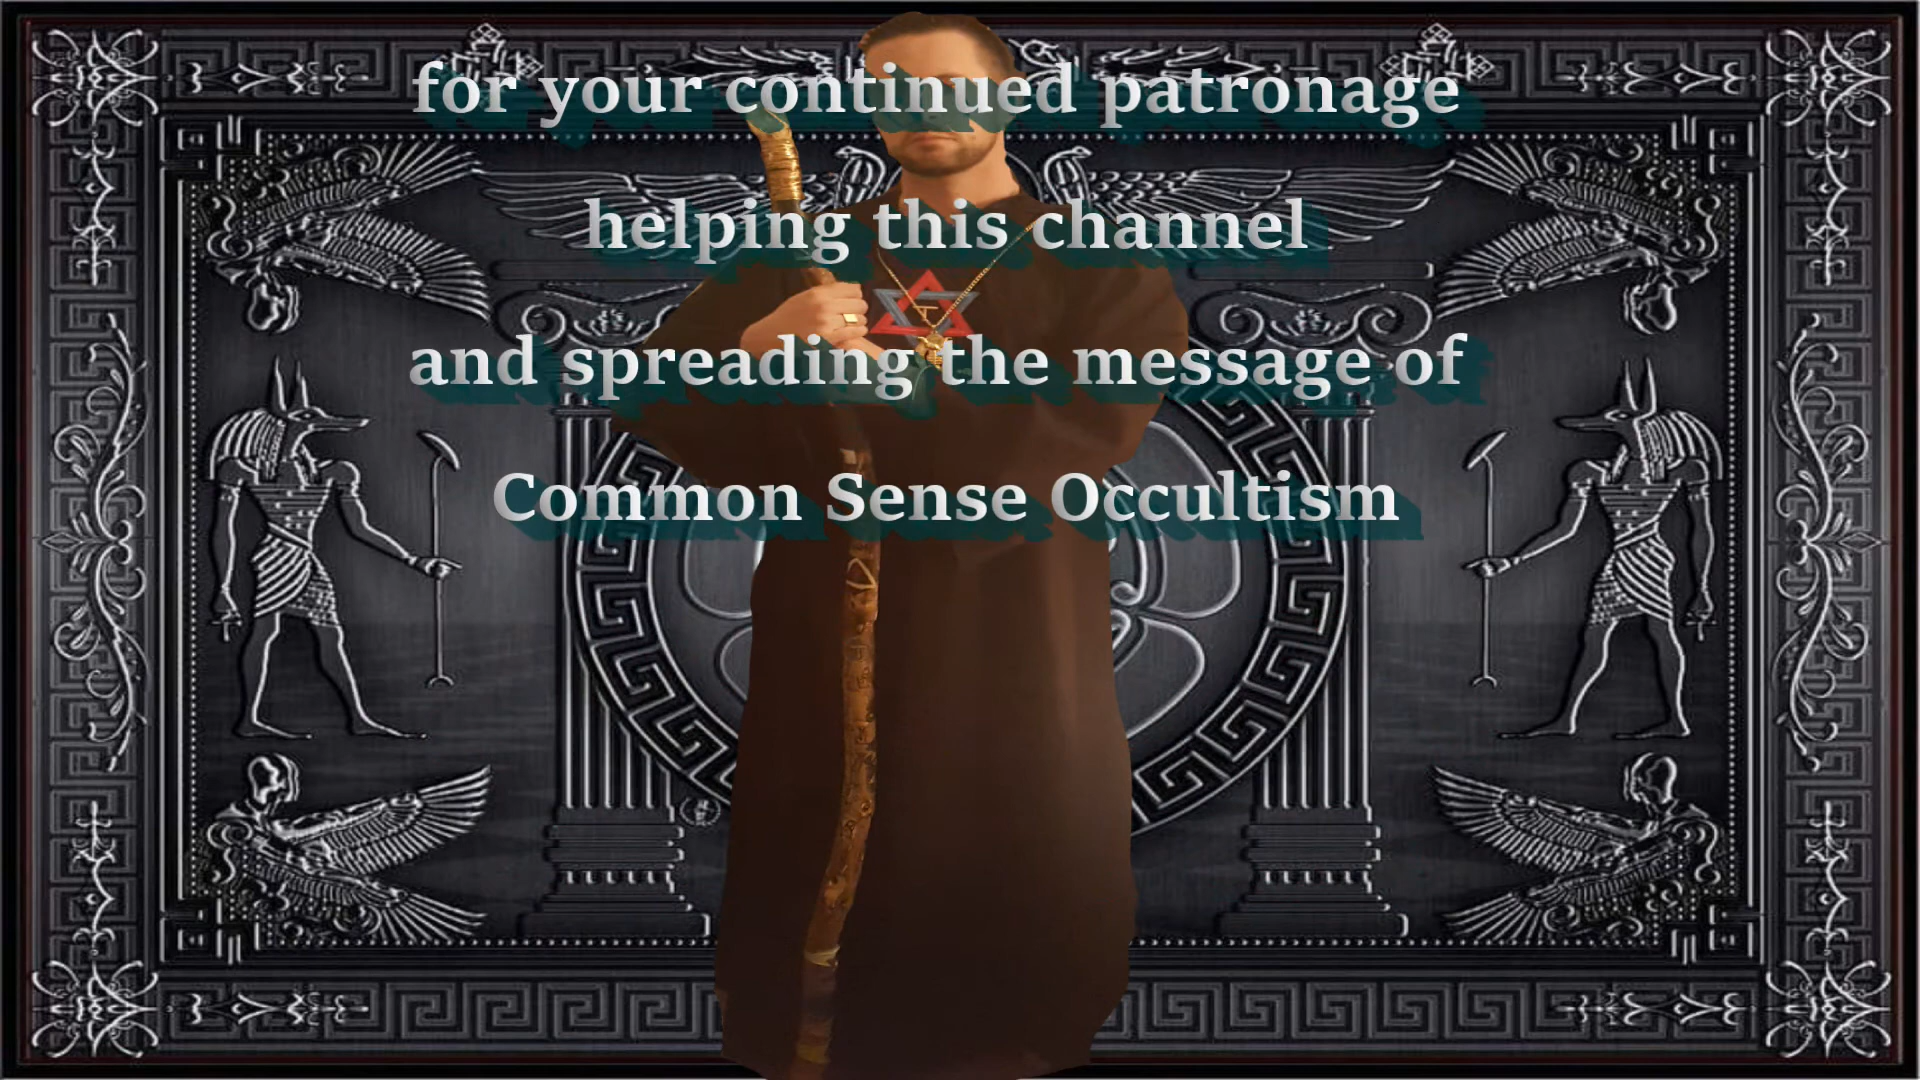 for your continued patronage
helping this channel
and spreading the message of
Common Sense Occultism